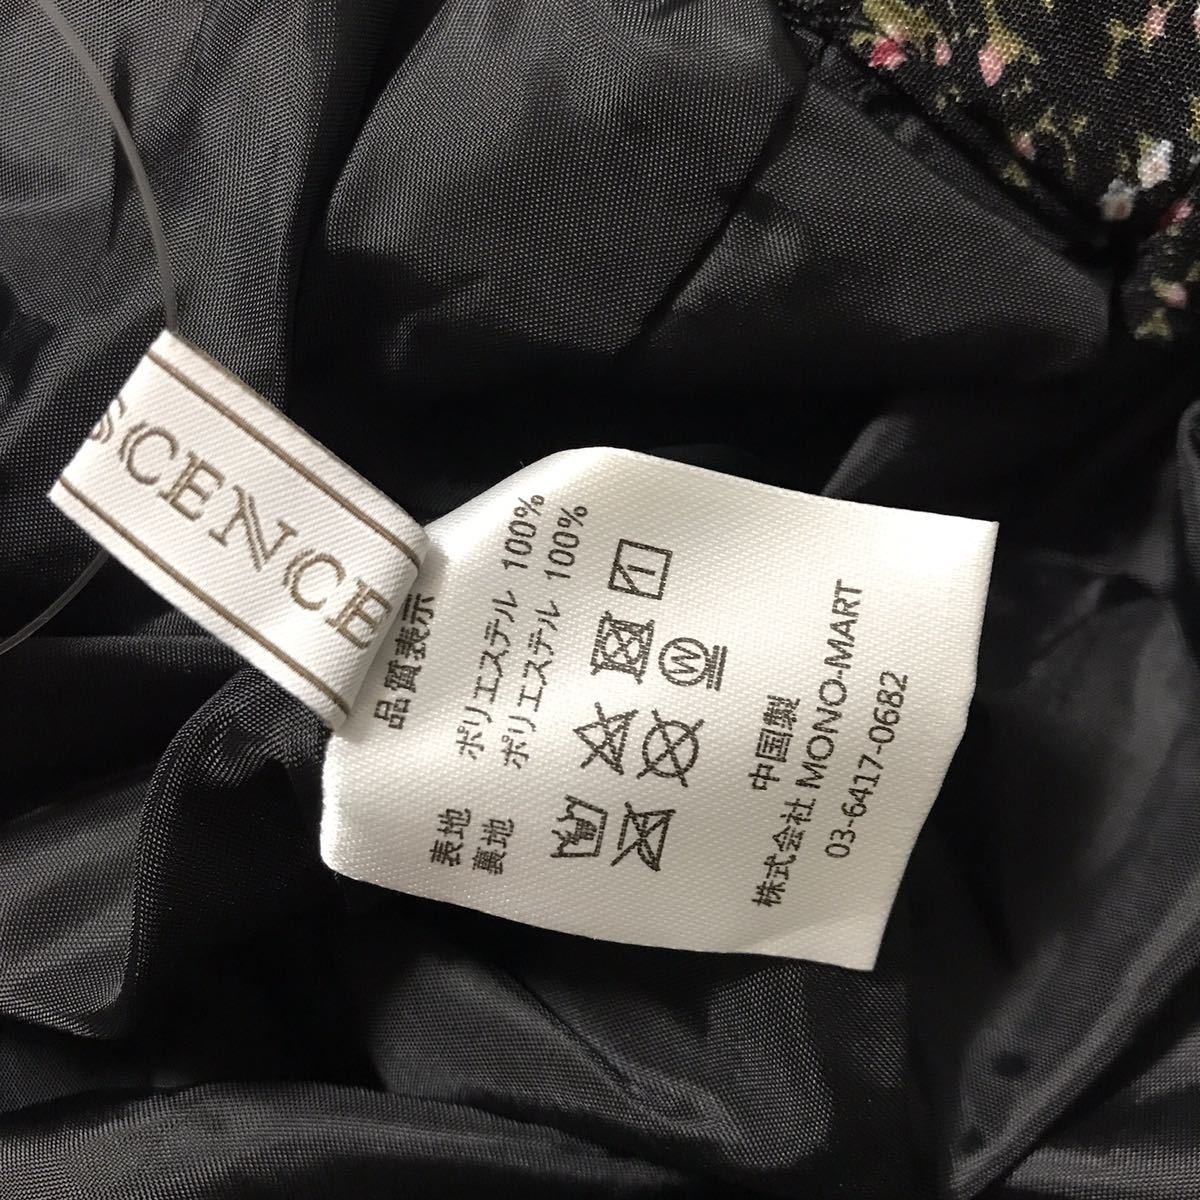 SCENCE
品質表示
表地 ポリエステル 100%
裏地 ポリエステル 100%
W
中国製
株式会社 MONO-MART
03-6417-0682